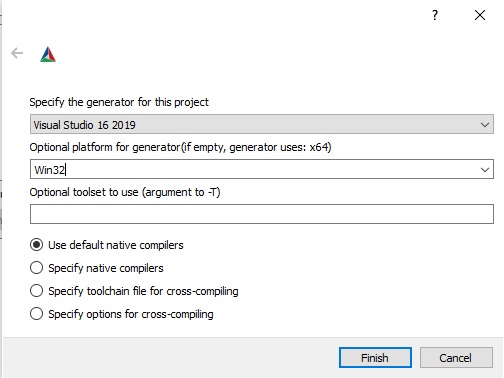 ?
Specify the generator for this project
Visual Studio 16 2019
Optional platform for generator(if empty, generator uses: x64)
Win32
Optional toolset to use (argument to -T)
Use default native compilers
Specify native compilers
Specify toolchain file for cross-compiling
Specify options for cross-compiling
Finish Cancel